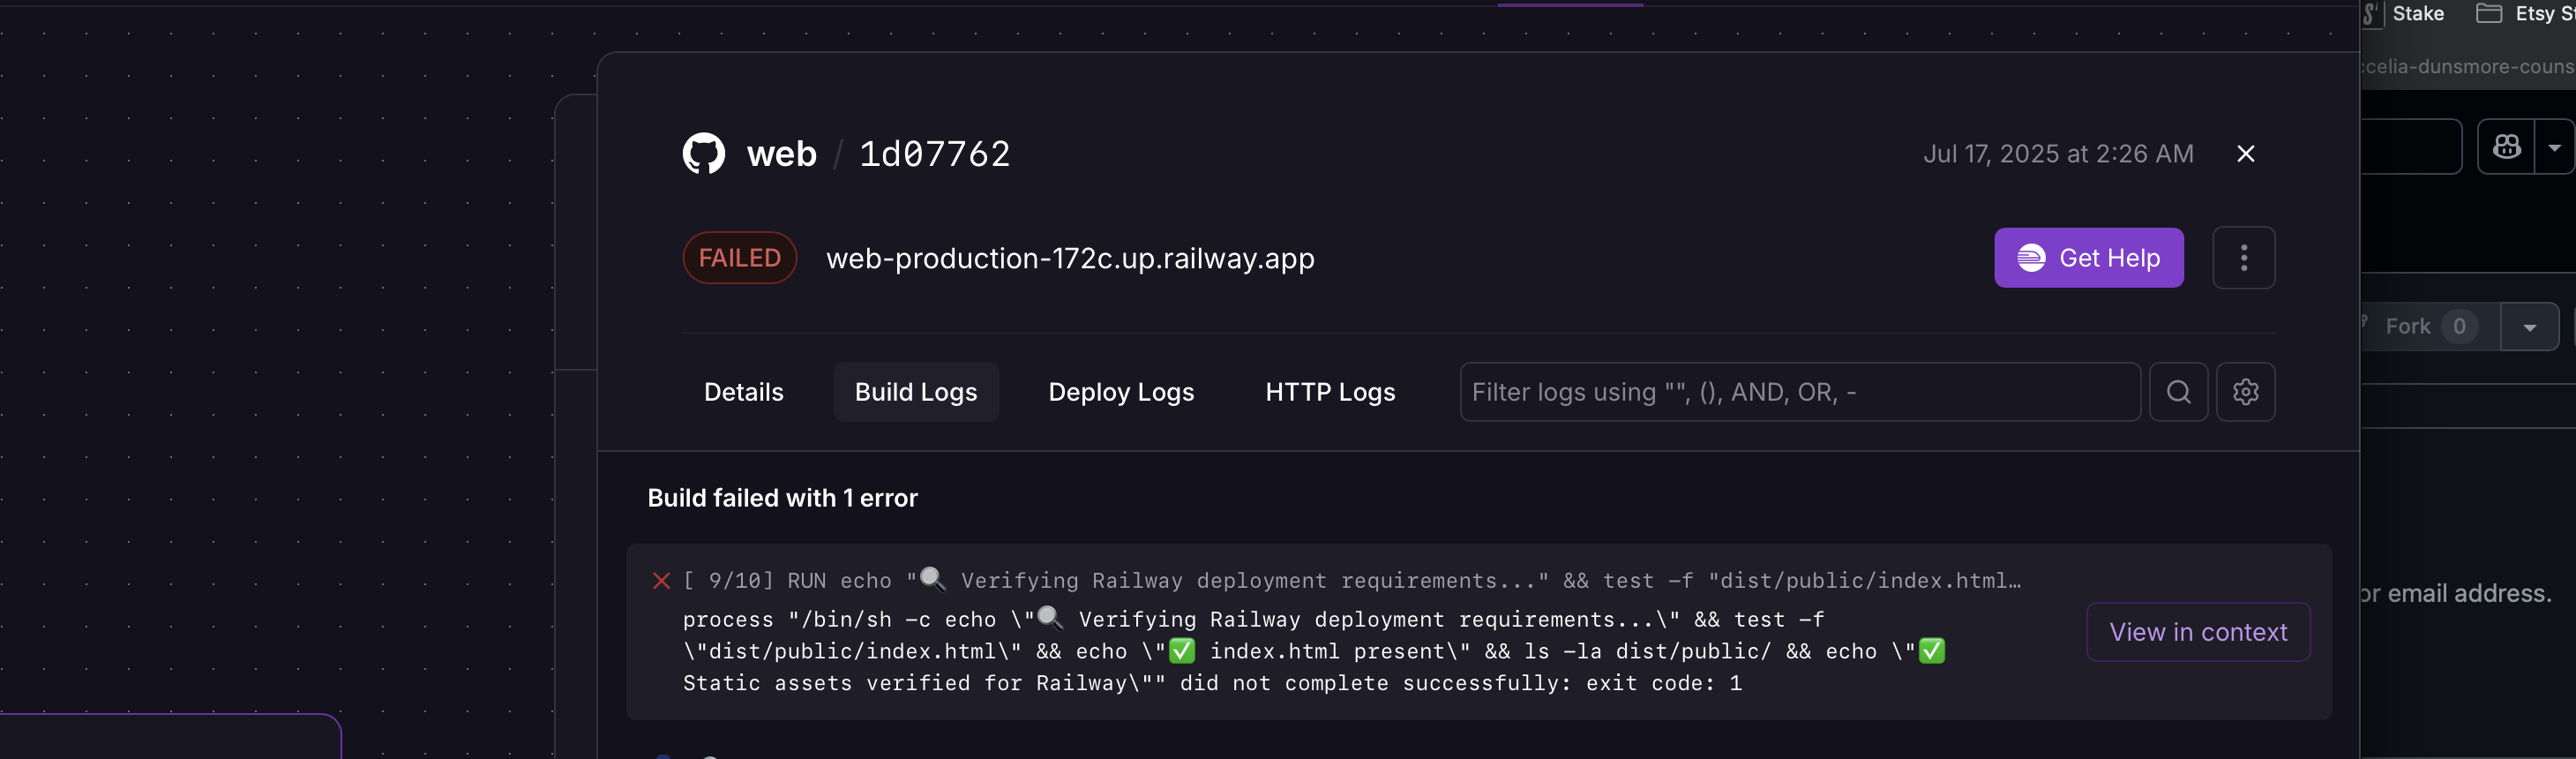 Stake
Etsy S
ccelia-dunsmore-couns
web / 1d07762
Jul 17, 2025 at 2:26 AM
FAILED
web-production-172c.up.railway.app
Get Help
Fork 0
Details
Build Logs
Deploy Logs
HTTP Logs
Filter logs using "", (), AND, OR, -
Build failed with 1 error
[ 9/10] RUN echo "🔍 Verifying Railway deployment requirements..." && test -f "dist/public/index.html…
process "/bin/sh -c echo \"🔍 Verifying Railway deployment requirements...\" && test -f
\"dist/public/index.html\" && echo \"✅ index.html present\" && ls -la dist/public/ && echo \"✅
Static assets verified for Railway\"" did not complete successfully: exit code: 1
View in context
or email address.